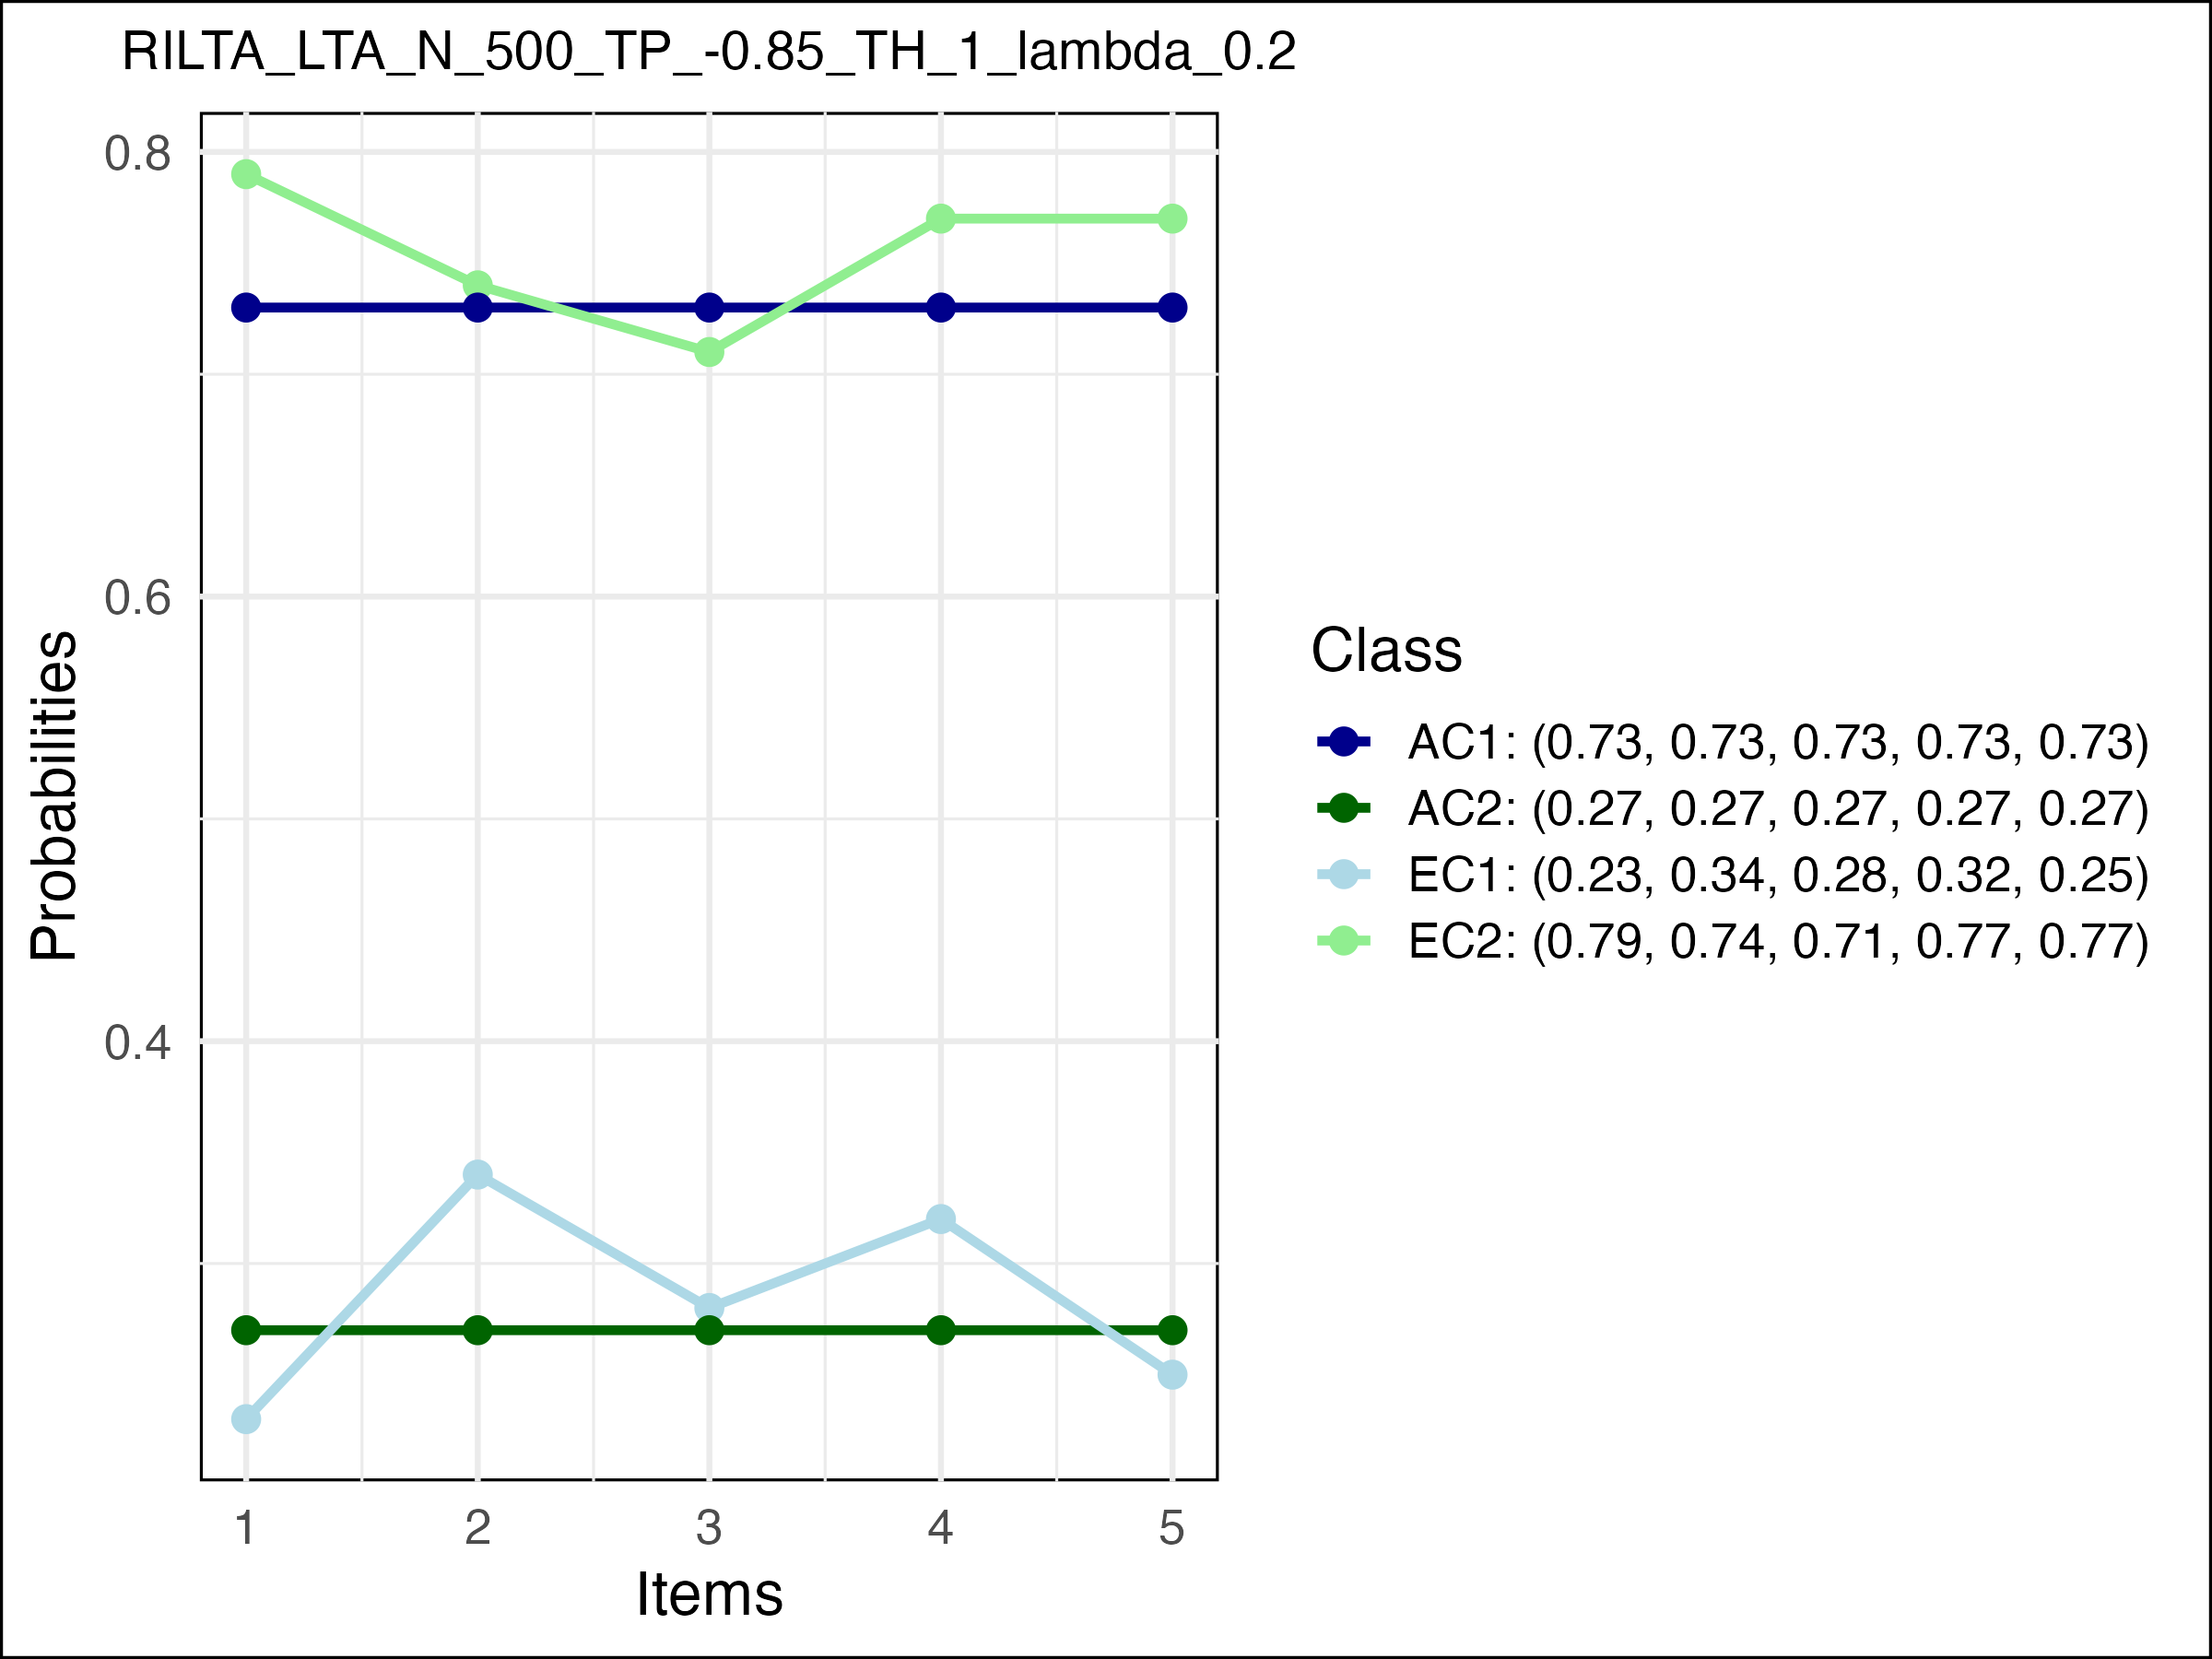 RILTA_LTA_N_500_TP_-0.85_TH_1_lambda_0.2
0.8
0.6
0.4
Probabilities
1 2 3 4 5
Items
Class
AC1: (0.73, 0.73, 0.73, 0.73, 0.73)
AC2: (0.27, 0.27, 0.27, 0.27, 0.27)
EC1: (0.23, 0.34, 0.28, 0.32, 0.25)
EC2: (0.79, 0.74, 0.71, 0.77, 0.77)